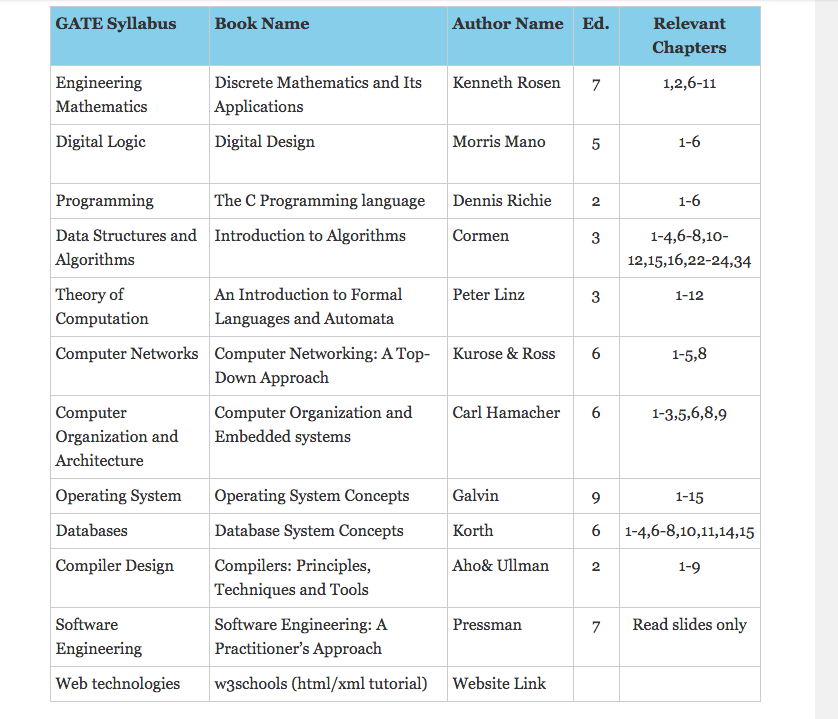 GATE Syllabus Book Name Author Name Ed. Relevant
Chapters
Engineering Discrete Mathematics and Its Kenneth Rosen 7 1,2,6-11
Mathematics Applications
Digital Logic Digital Design Morris Mano 5 1-6
Programming The C Programming language Dennis Richie 2 1-6
Data Structures and Introduction to Algorithms Cormen 3 1-4,6-8,10-
Algorithms 12,15,16,22-24,34
Theory of An Introduction to Formal Peter Linz 3 1-12
Computation Languages and Automata
Computer Networks Computer Networking: A Top- Kurose & Ross 6 1-5,8
Down Approach
Computer Computer Organization and Carl Hamacher 6 1-3,5,6,8,9
Organization and Embedded systems
Architecture
Operating System Operating System Concepts Galvin 9 1-15
Databases Database System Concepts Korth 6 1-4,6-8,10,11,14,15
Compiler Design Compilers: Principles, Aho& Ullman 2 1-9
Techniques and Tools
Software Software Engineering: A Pressman 7 Read slides only
Engineering Practitioner’s Approach
Web technologies w3schools (html/xml tutorial) Website Link